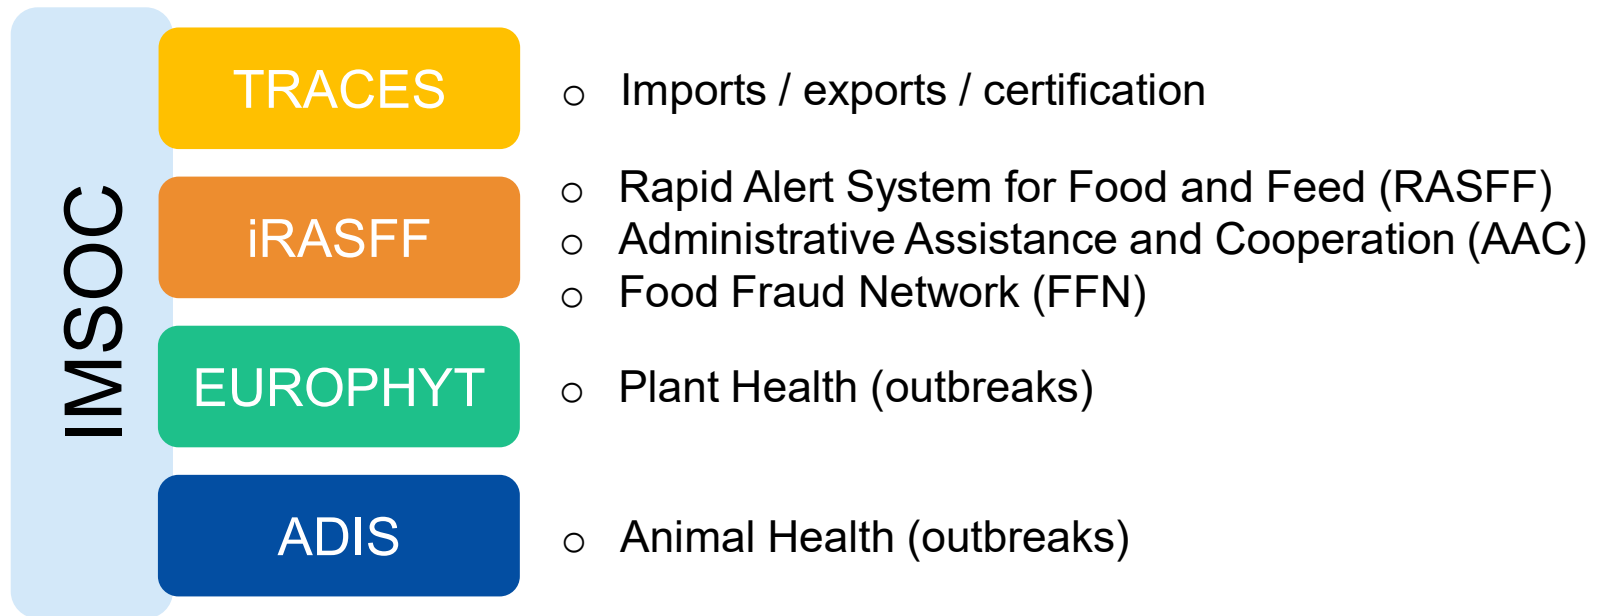 IMSOC
TRACES
○ Imports / exports / certification
iRASFF
○ Rapid Alert System for Food and Feed (RASFF)
○ Administrative Assistance and Cooperation (AAC)
○ Food Fraud Network (FFN)
EUROPHYT
○ Plant Health (outbreaks)
ADIS
○ Animal Health (outbreaks)